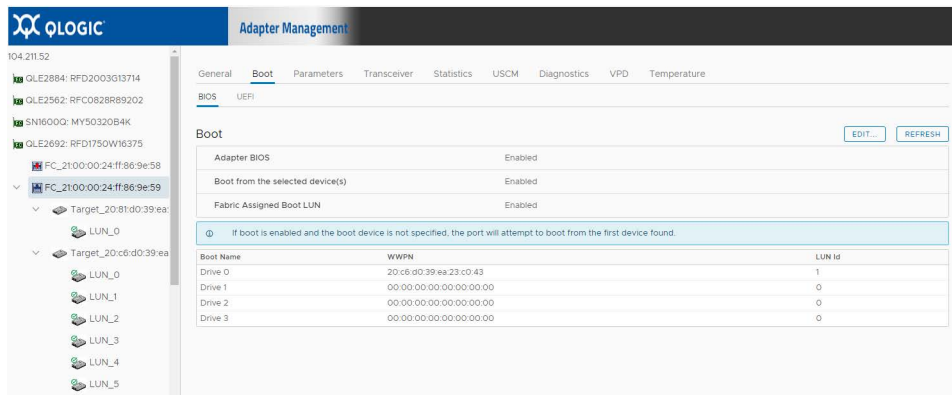 QLOGIC
Adapter Management
104.211.52
QLE2884: RFD2003G13714
QLE2562: RFC0828R89202
SN1600Q: MY50320B4K
QLE2692: RFD1750W16375
FC_21:00:00:24:ff:86:9e:58
FC_21:00:00:24:ff:86:9e:59
Target_20:81:d0:39:ea:
LUN_0
Target_20:c6:d0:39:ea
LUN_0
LUN_1
LUN_2
LUN_3
LUN_4
LUN_5
General Boot Parameters Transceiver Statistics USCM Diagnostics VPD Temperature
BIOS UEFI
Boot EDIT... REFRESH
Adapter BIOS Enabled
Boot from the selected device(s) Enabled
Fabric Assigned Boot LUN Enabled
If boot is enabled and the boot device is not specified, the port will attempt to boot from the first device found.
Boot Name WWPN LUN Id
Drive 0 20:c6:d0:39:ea:23:c0:43 1
Drive 1 00:00:00:00:00:00:00:00 0
Drive 2 00:00:00:00:00:00:00:00 0
Drive 3 00:00:00:00:00:00:00:00 0